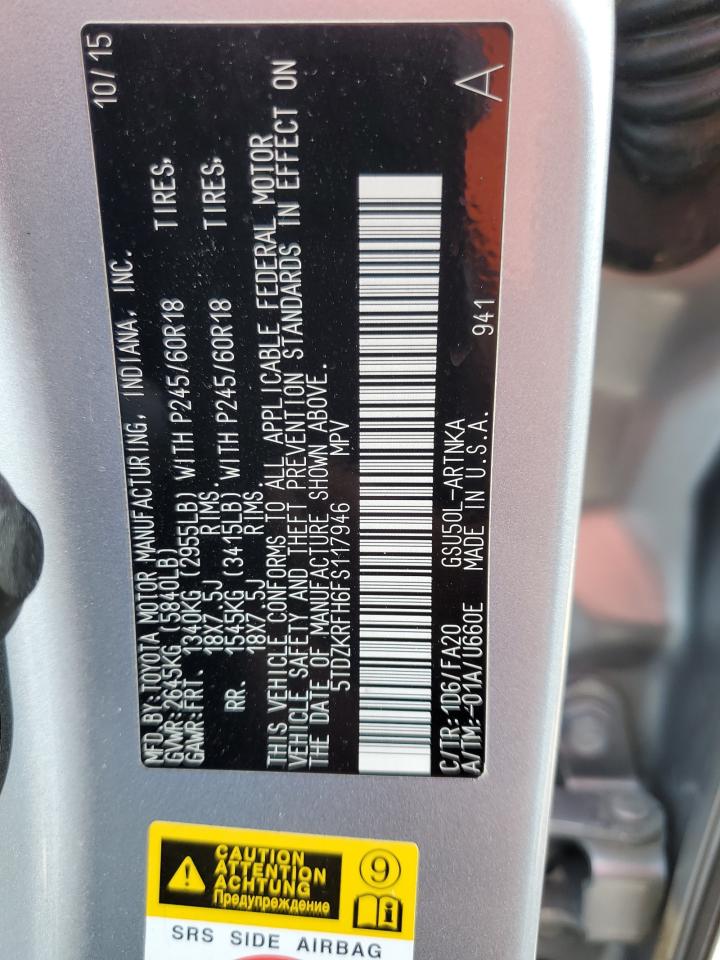 MFD.BY:TOYOTA MOTOR MANUFACTURING, INDIANA, INC. 10/15
GVWR:2645KG (5840LB)
GAWR:FRT. 1340KG (2955LB) WITH P245/60R18 TIRES,
18X7.5J RIMS,
RR. 1545KG (3415LB) WITH P245/60R18 TIRES,
18X7.5J RIMS.
THIS VEHICLE CONFORMS TO ALL APPLICABLE FEDERAL MOTOR
VEHICLE SAFETY AND THEFT PREVENTION STANDARDS IN EFFECT ON
THE DATE OF MANUFACTURE SHOWN ABOVE.
5TDZKRFH6FS117946 MPV
C/TR:1D6/FA20 GSU50L-ARTNKA 941 A
A/TM:-01A/U660E MADE IN U.S.A.
CAUTION
ATTENTION
ACHTUNG
Предупреждение
9
i
SRS SIDE AIRBAG